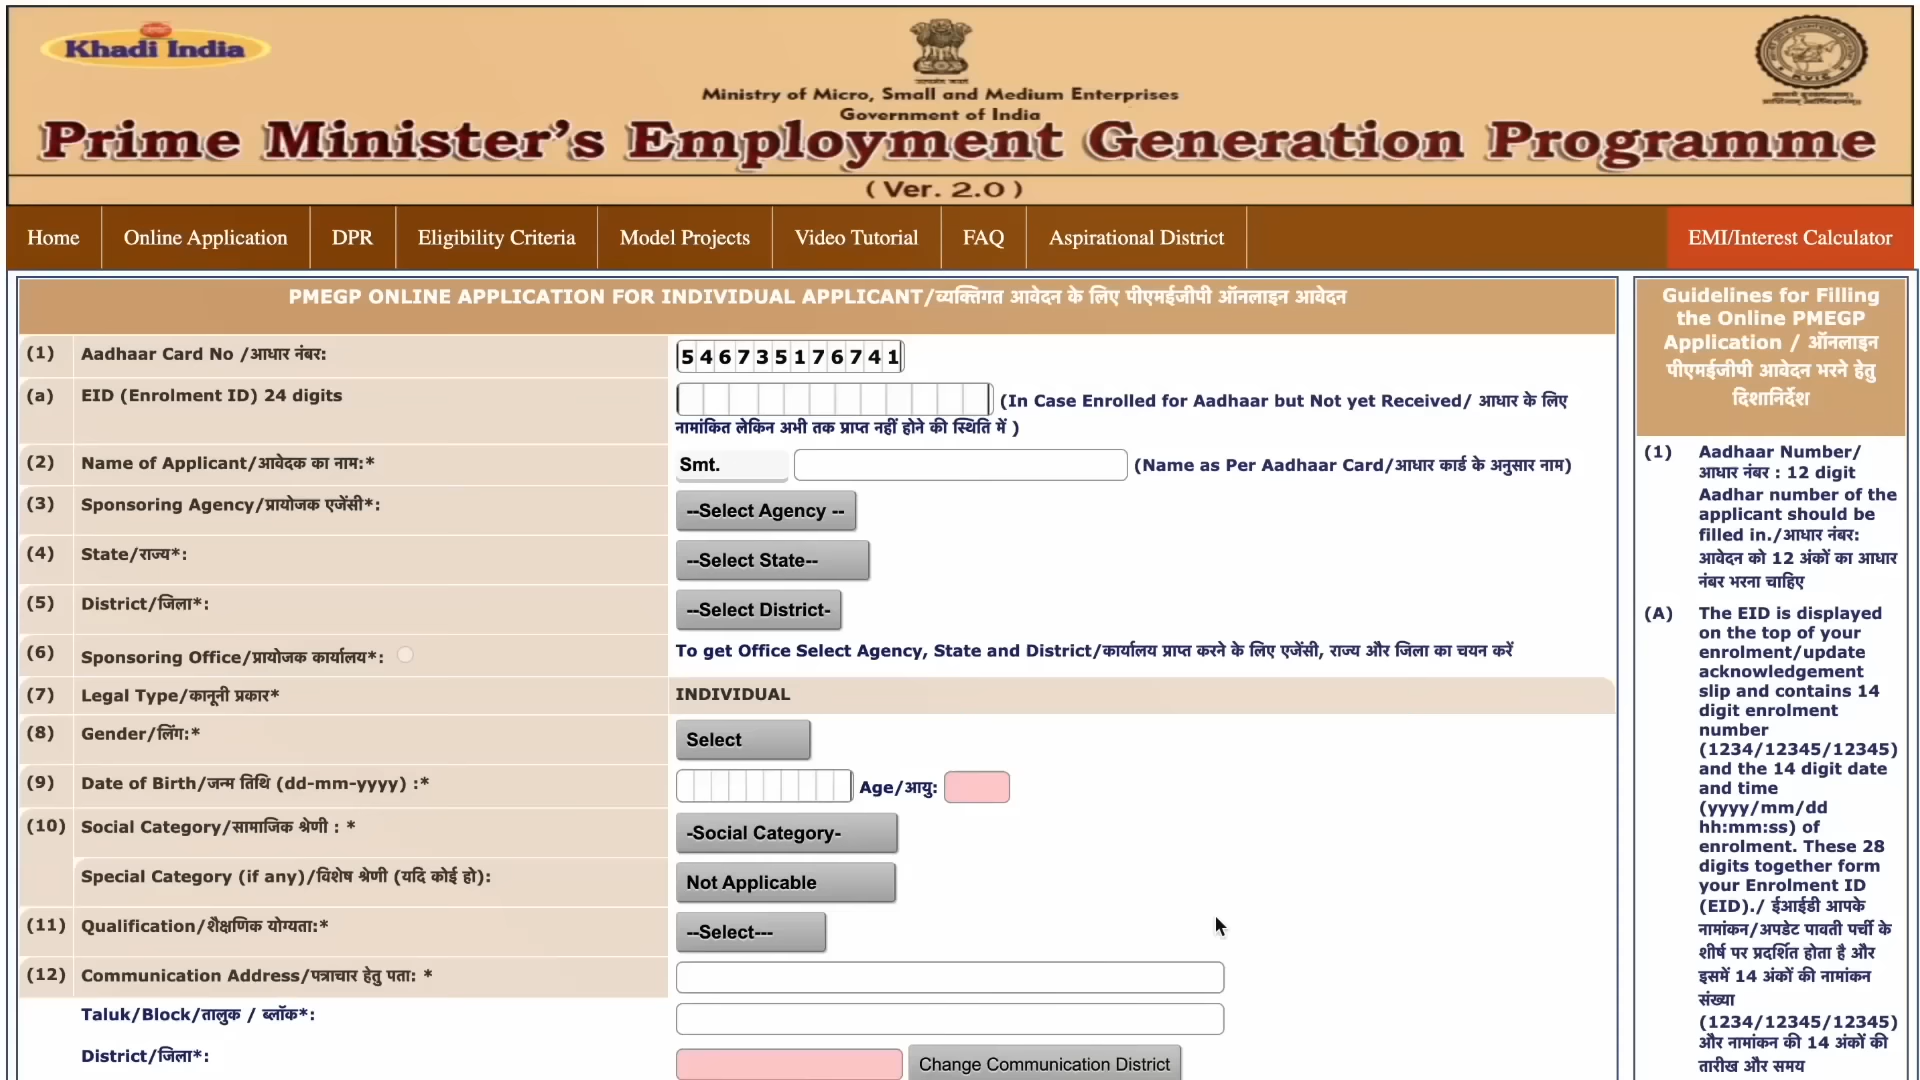 Khadi India
Ministry of Micro, Small and Medium Enterprises
Government of India
Prime Minister's Employment Generation Programme
( Ver. 2.0 )
Home Online Application DPR Eligibility Criteria Model Projects Video Tutorial FAQ Aspirational District EMI/Interest Calculator
PMEGP ONLINE APPLICATION FOR INDIVIDUAL APPLICANT/व्यक्तिगत आवेदन के लिए पीएमईजीपी ऑनलाइन आवेदन
(1) Aadhaar Card No /आधार नंबर: 546735176741
(a) EID (Enrolment ID) 24 digits (In Case Enrolled for Aadhaar but Not yet Received/ आधार के लिए
नामांकित लेकिन अभी तक प्राप्त नहीं होने की स्थिति में )
(2) Name of Applicant/आवेदक का नाम:* Smt. (Name as Per Aadhaar Card/आधार कार्ड के अनुसार नाम)
(3) Sponsoring Agency/प्रायोजक एजेंसी*: --Select Agency --
(4) State/राज्य*: --Select State--
(5) District/जिला*: --Select District-
(6) Sponsoring Office/प्रायोजक कार्यालय*: To get Office Select Agency, State and District/कार्यालय प्राप्त करने के लिए एजेंसी, राज्य और जिला का चयन करें
(7) Legal Type/कानूनी प्रकार* INDIVIDUAL
(8) Gender/लिंग:* Select
(9) Date of Birth/जन्म तिथि (dd-mm-yyyy) :* Age/आयु:
(10) Social Category/सामाजिक श्रेणी : * -Social Category-
Special Category (if any)/विशेष श्रेणी (यदि कोई हो): Not Applicable
(11) Qualification/शैक्षणिक योग्यता:* --Select---
(12) Communication Address/पत्राचार हेतु पता: *
Taluk/Block/तालुक / ब्लॉक*:
District/जिला*: Change Communication District
Guidelines for Filling
the Online PMEGP
Application / ऑनलाइन
पीएमईजीपी आवेदन भरने हेतु
दिशानिर्देश
(1) Aadhaar Number/
आधार नंबर : 12 digit
Aadhar number of the
applicant should be
filled in./आधार नंबर:
आवेदन को 12 अंकों का आधार
नंबर भरना चाहिए
(A) The EID is displayed
on the top of your
enrolment/update
acknowledgement
slip and contains 14
digit enrolment
number
(1234/12345/12345)
and the 14 digit date
and time
(yyyy/mm/dd
hh:mm:ss) of
enrolment. These 28
digits together form
your Enrolment ID
(EID)./ ईआईडी आपके
नामांकन/अपडेट पावती पर्ची के
शीर्ष पर प्रदर्शित होता है और
इसमें 14 अंकों की नामांकन
संख्या
(1234/12345/12345)
और नामांकन की 14 अंकों की
तारीख और समय